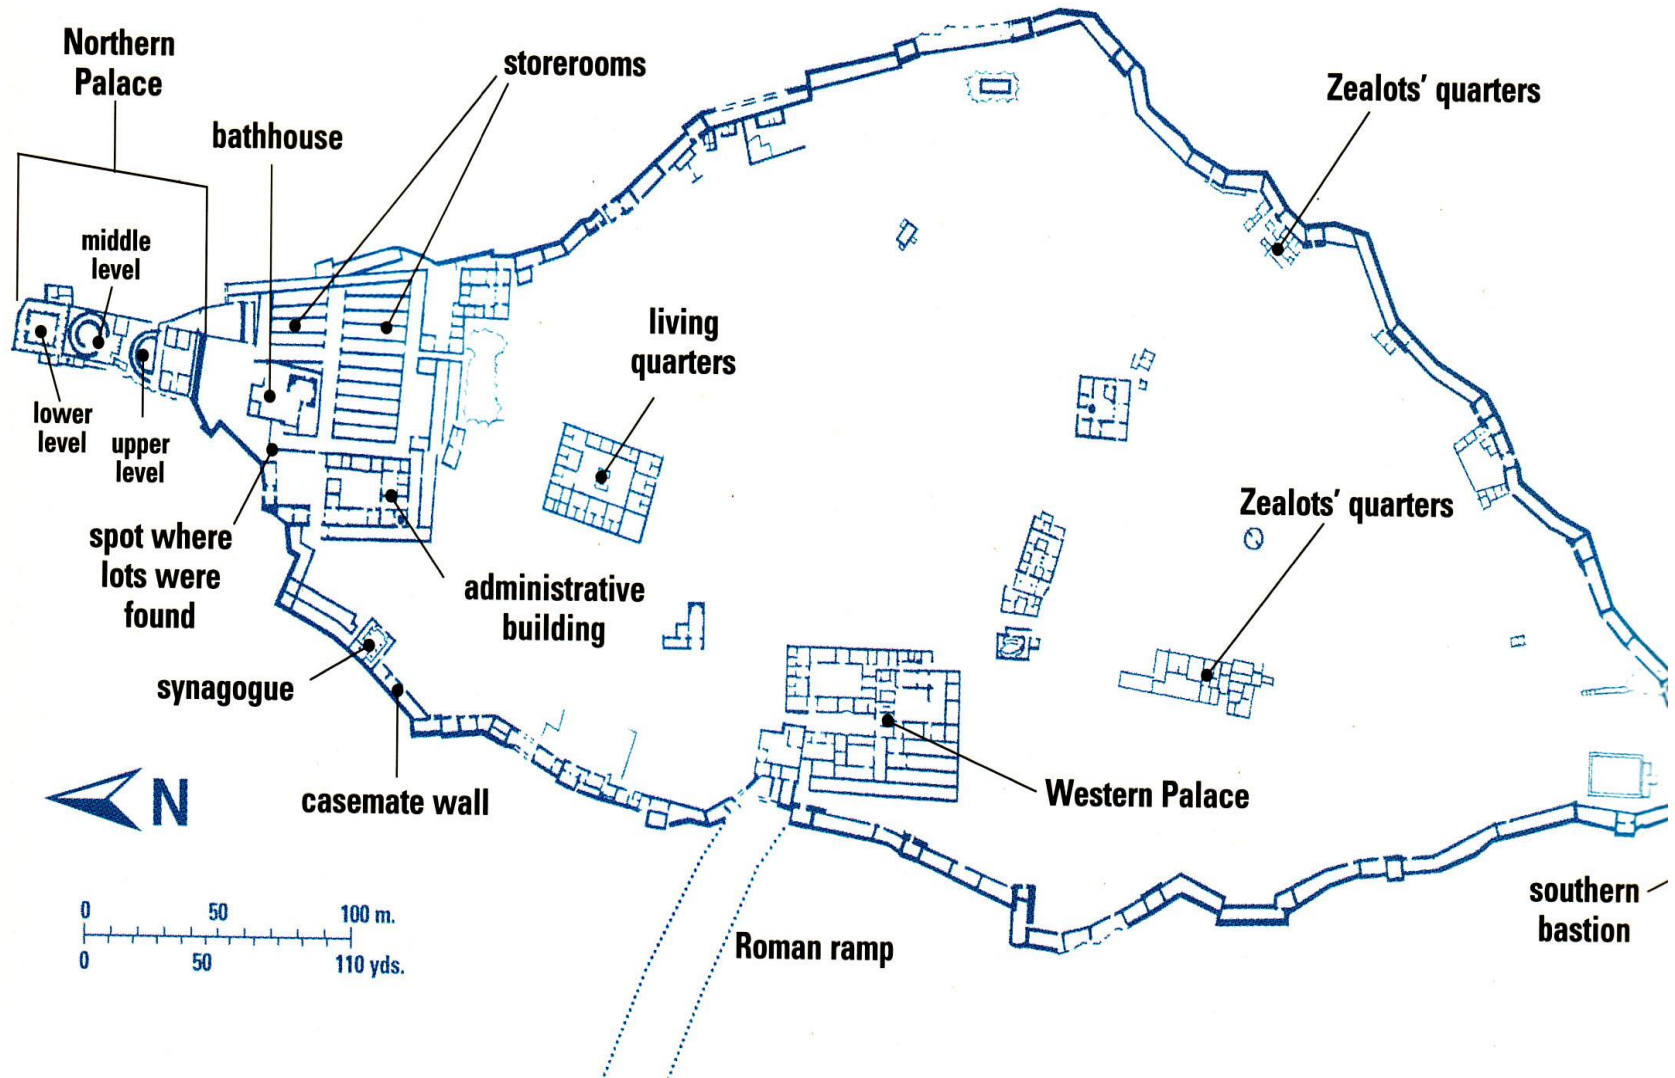 Northern
Palace
storerooms
bathhouse
Zealots' quarters
middle
level
living
quarters
lower
level
upper
level
spot where
lots were
found
administrative
building
Zealots' quarters
synagogue
casemate wall
Western Palace
N
0 50 100 m.
0 50 110 yds.
Roman ramp
southern
bastion